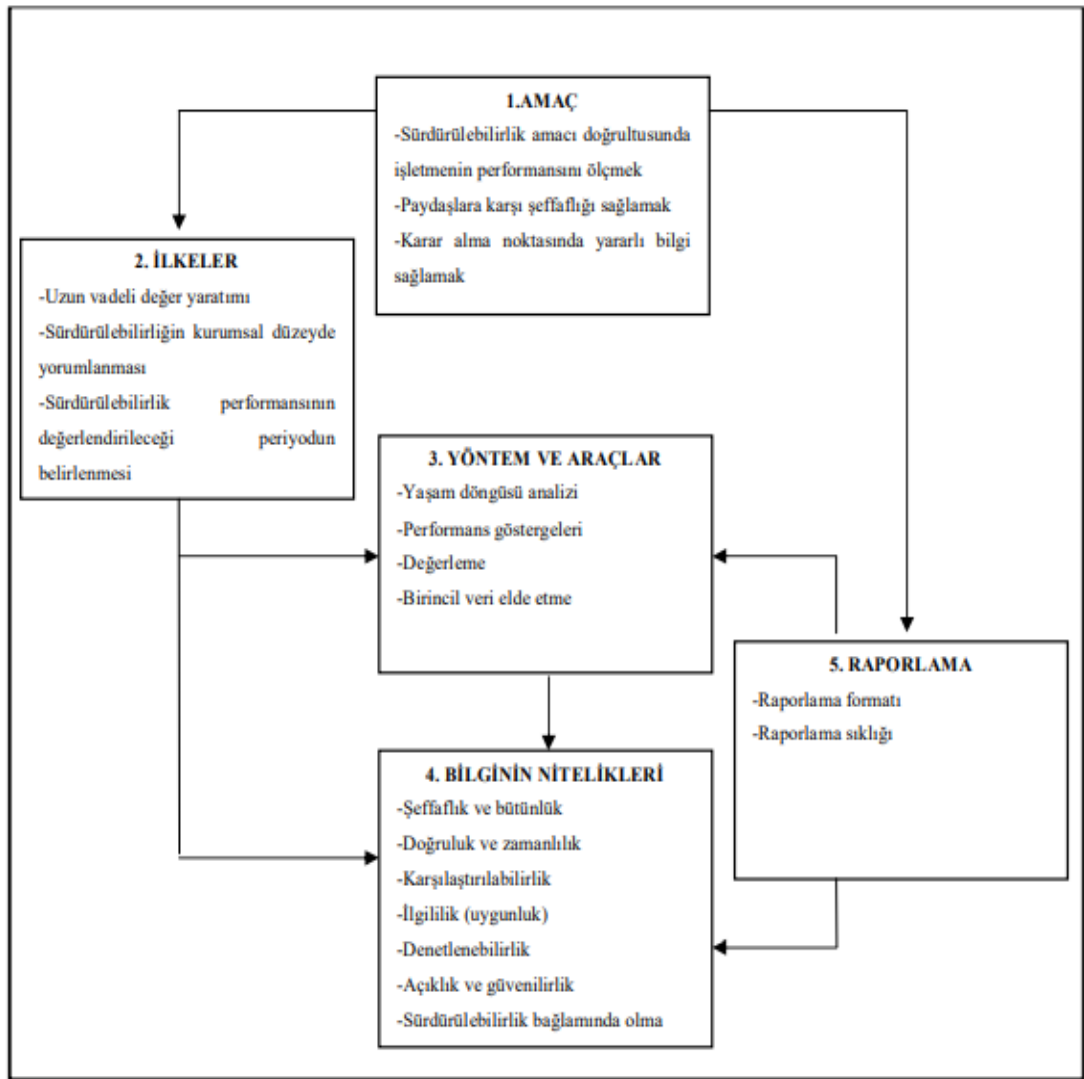 1.AMAÇ
-Sürdürülebilirlik amacı doğrultusunda
işletmenin performansını ölçmek
-Paydaşlara karşı şeffaflığı sağlamak
-Karar alma noktasında yararlı bilgi
sağlamak
2. İLKELER
-Uzun vadeli değer yaratımı
-Sürdürülebilirliğin kurumsal düzeyde
yorumlanması
-Sürdürülebilirlik performansının
değerlendirileceği periyodun
belirlenmesi
3. YÖNTEM VE ARAÇLAR
-Yaşam döngüsü analizi
-Performans göstergeleri
-Değerleme
-Birincil veri elde etme
5. RAPORLAMA
-Raporlama formatı
-Raporlama sıklığı
4. BİLGİNİN NİTELİKLERİ
-Şeffaflık ve bütünlük
-Doğruluk ve zamanlılık
-Karşılaştırılabilirlik
-İlgililik (uygunluk)
-Denetlenebilirlik
-Açıklık ve güvenilirlik
-Sürdürülebilirlik bağlamında olma